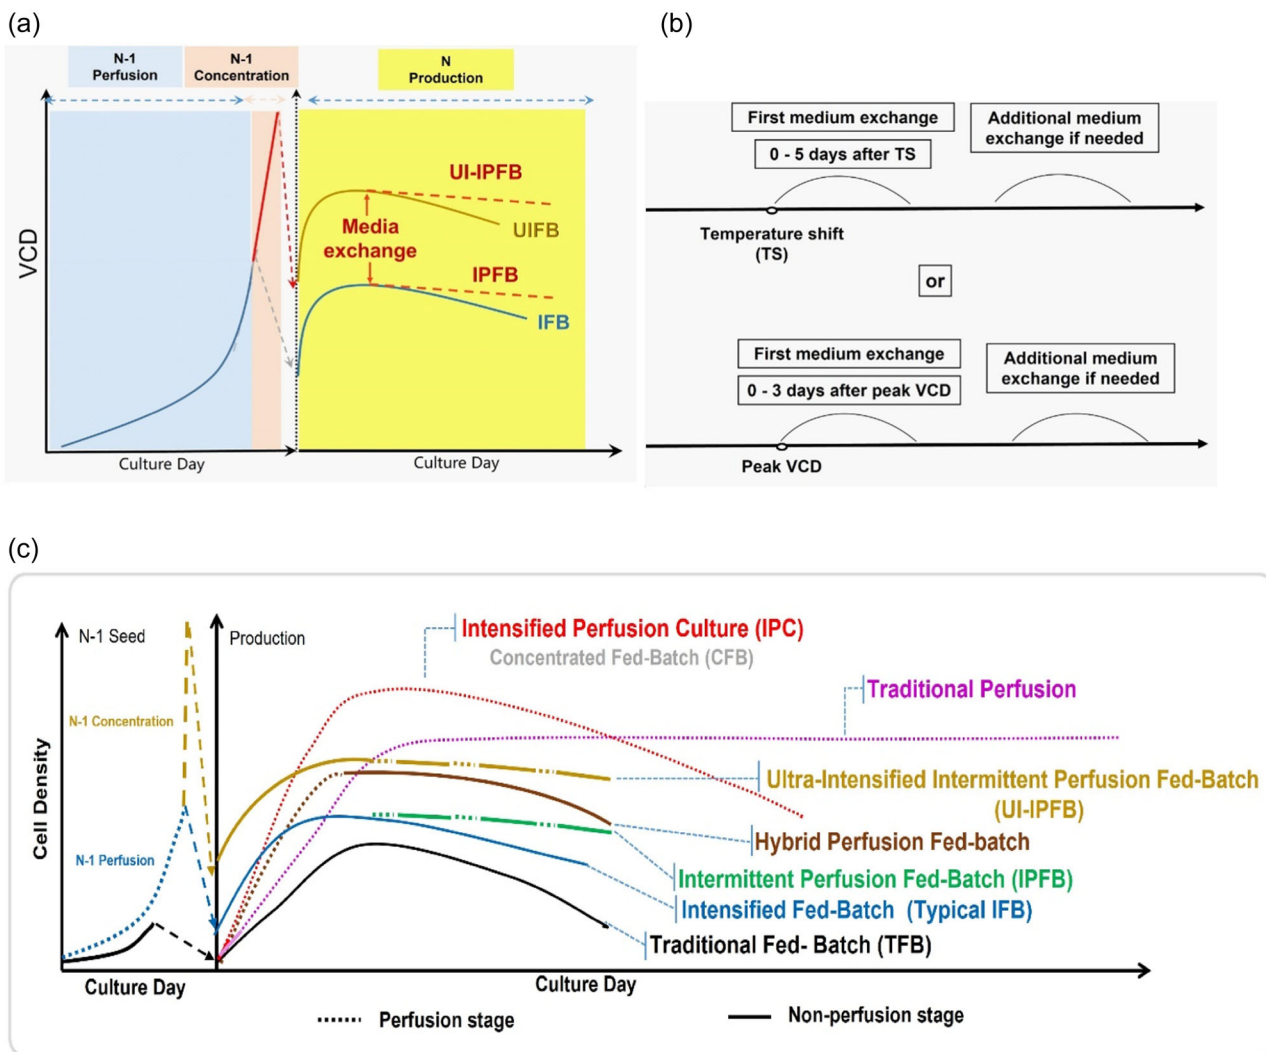 (a)
N-1
Perfusion
N-1
Concentration
N
Production
VCD
UI-IPFB
UIFB
Media
exchange
IPFB
IFB
Culture Day
Culture Day
(b)
First medium exchange
0 - 5 days after TS
Additional medium
exchange if needed
Temperature shift
(TS)
or
First medium exchange
0 - 3 days after peak VCD
Additional medium
exchange if needed
Peak VCD
(c)
N-1 Seed
Production
Intensified Perfusion Culture (IPC)
Concentrated Fed-Batch (CFB)
Traditional Perfusion
N-1 Concentration
Cell Density
Ultra-Intensified Intermittent Perfusion Fed-Batch
(UI-IPFB)
Hybrid Perfusion Fed-batch
N-1 Perfusion
Intermittent Perfusion Fed-Batch (IPFB)
Intensified Fed-Batch (Typical IFB)
Traditional Fed- Batch (TFB)
Culture Day
Culture Day
Perfusion stage
Non-perfusion stage